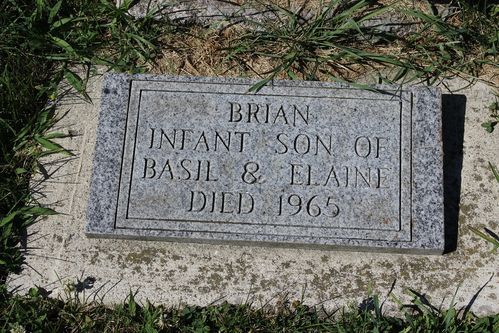 BRIAN
INFANT SON OF
BASIL & ELAINE
DIED 1965